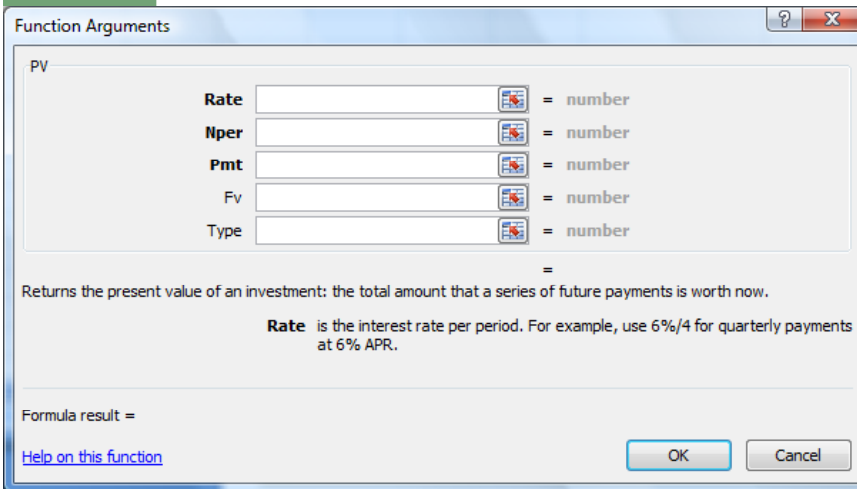 Function Arguments
?
PV
Rate = number
Nper = number
Pmt = number
Fv = number
Type = number
=
Returns the present value of an investment: the total amount that a series of future payments is worth now.
Rate is the interest rate per period. For example, use 6%/4 for quarterly payments
at 6% APR.
Formula result =
Help on this function OK Cancel